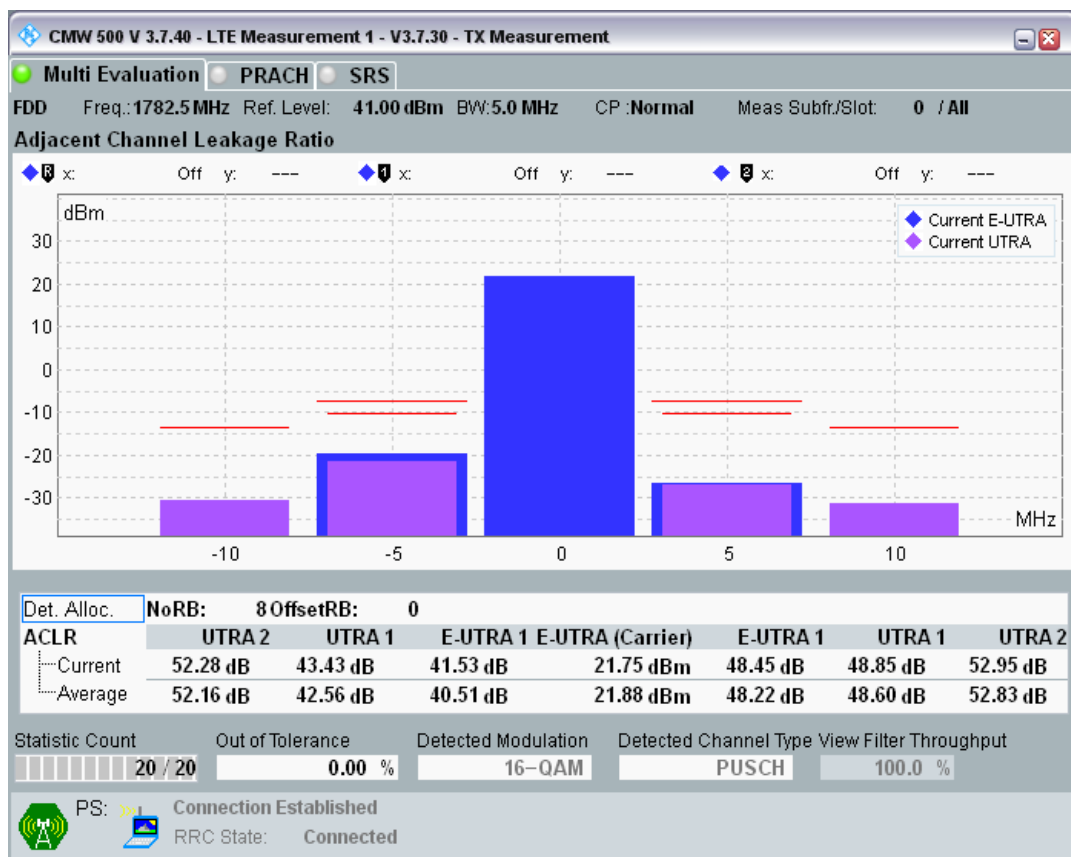 CMW 500 V 3.7.40 - LTE Measurement 1 - V3.7.30 - TX Measurement
Multi Evaluation PRACH SRS
FDD Freq.:1782.5 MHz Ref. Level: 41.00 dBm BW:5.0 MHz CP :Normal Meas Subfr./Slot: 0 / All
Adjacent Channel Leakage Ratio
R x: Off y: --- 1 x: Off y: --- 2 x: Off y: ---
dBm
Current E-UTRA
Current UTRA
30
20
10
0
-10
-20
-30
MHz
-10 -5 0 5 10
Det. Alloc. NoRB: 8 OffsetRB: 0
ACLR UTRA 2 UTRA 1 E-UTRA 1 E-UTRA (Carrier) E-UTRA 1 UTRA 1 UTRA 2
Current 52.28 dB 43.43 dB 41.53 dB 21.75 dBm 48.45 dB 48.85 dB 52.95 dB
Average 52.16 dB 42.56 dB 40.51 dB 21.88 dBm 48.22 dB 48.60 dB 52.83 dB
Statistic Count Out of Tolerance Detected Modulation Detected Channel Type View Filter Throughput
20 / 20 0.00 % 16-QAM PUSCH 100.0 %
PS: Connection Established
RRC State: Connected